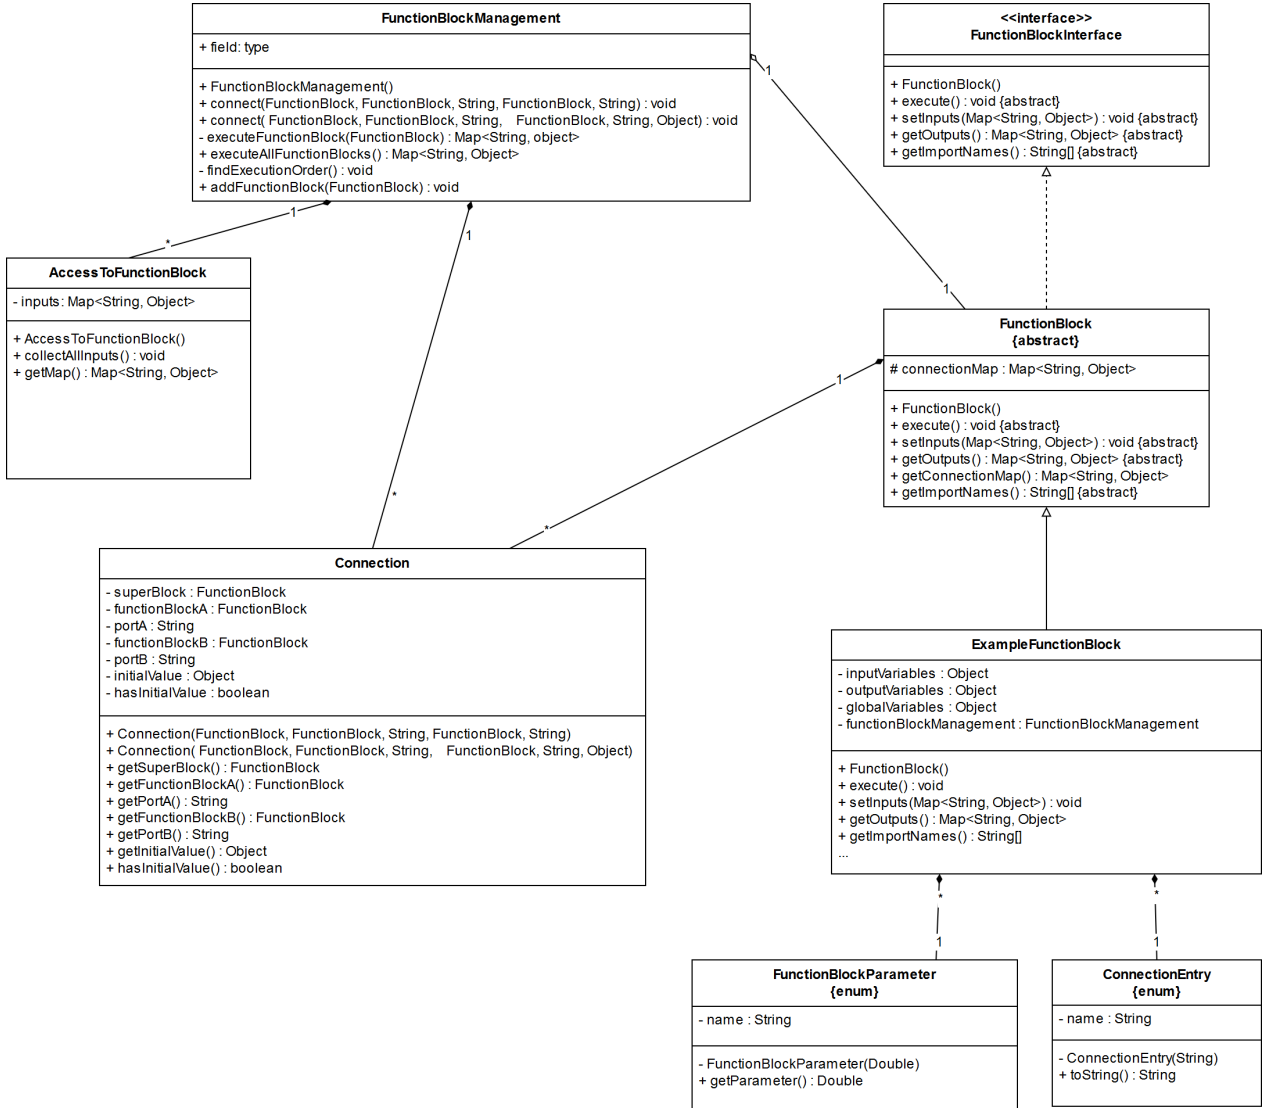 FunctionBlockManagement
+ field: type
+ FunctionBlockManagement()
+ connect(FunctionBlock, FunctionBlock, String, FunctionBlock, String) : void
+ connect( FunctionBlock, FunctionBlock, String, FunctionBlock, String, Object) : void
- executeFunctionBlock(FunctionBlock) : Map<String, object>
+ executeAllFunctionBlocks() : Map<String, Object>
- findExecutionOrder() : void
+ addFunctionBlock(FunctionBlock) : void
<<interface>>
FunctionBlockInterface
+ FunctionBlock()
+ execute() : void {abstract}
+ setInputs(Map<String, Object>) : void {abstract}
+ getOutputs() : Map<String, Object> {abstract}
+ getImportNames() : String[] {abstract}
1
1
1
*
1
*
1
*
AccessToFunctionBlock
- inputs: Map<String, Object>
+ AccessToFunctionBlock()
+ collectAllInputs() : void
+ getMap() : Map<String, Object>
FunctionBlock
{abstract}
# connectionMap : Map<String, Object>
+ FunctionBlock()
+ execute() : void {abstract}
+ setInputs(Map<String, Object>) : void {abstract}
+ getOutputs() : Map<String, Object> {abstract}
+ getConnectionMap() : Map<String, Object>
+ getImportNames() : String[] {abstract}
Connection
- superBlock : FunctionBlock
- functionBlockA : FunctionBlock
- portA : String
- functionBlockB : FunctionBlock
- portB : String
- initialValue : Object
- hasInitialValue : boolean
+ Connection(FunctionBlock, FunctionBlock, String, FunctionBlock, String)
+ Connection( FunctionBlock, FunctionBlock, String, FunctionBlock, String, Object)
+ getSuperBlock() : FunctionBlock
+ getFunctionBlockA() : FunctionBlock
+ getPortA() : String
+ getFunctionBlockB() : FunctionBlock
+ getPortB() : String
+ getInitialValue() : Object
+ hasInitialValue() : boolean
ExampleFunctionBlock
- inputVariables : Object
- outputVariables : Object
- globalVariables : Object
- functionBlockManagement : FunctionBlockManagement
+ FunctionBlock()
+ execute() : void
+ setInputs(Map<String, Object>) : void
+ getOutputs() : Map<String, Object>
+ getImportNames() : String[]
...
*
1
*
1
FunctionBlockParameter
{enum}
- name : String
- FunctionBlockParameter(Double)
+ getParameter() : Double
ConnectionEntry
{enum}
- name : String
- ConnectionEntry(String)
+ toString() : String